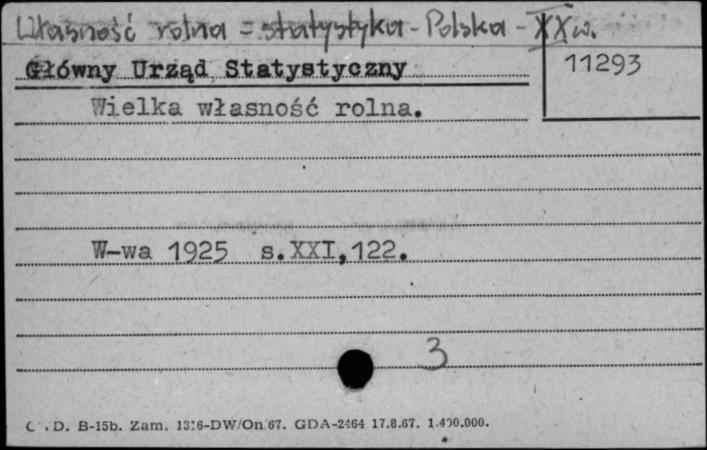 Własność rolna = statystyka - Polska - XX w.
Główny Urząd Statystyczny
11293
Wielka własność rolna.
W-wa 1925 s.XXI,122.
3
D. B-15b. Zam. 1316-DW/On/67. GDA-2464 17.8.67. 1.400.000.